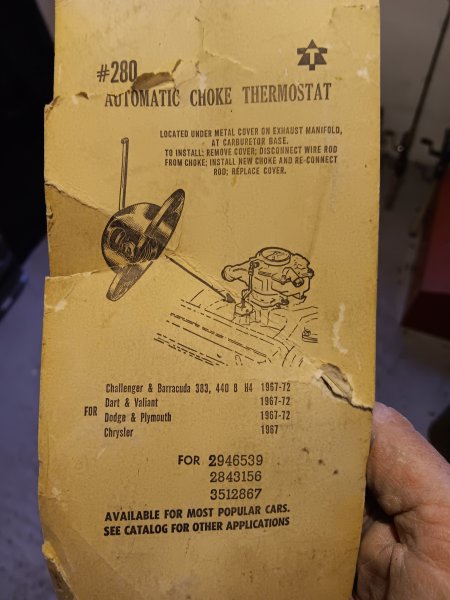 #280
AUTOMATIC CHOKE THERMOSTAT
LOCATED UNDER METAL COVER ON EXHAUST MANIFOLD,
AT CARBURETOR BASE.
TO INSTALL: REMOVE COVER; DISCONNECT WIRE ROD
FROM CHOKE; INSTALL NEW CHOKE AND RE-CONNECT
ROD; REPLACE COVER.
Challenger & Barracuda 383, 440 B H4 1967-72
Dart & Valiant 1967-72
FOR Dodge & Plymouth 1967-72
Chrysler 1967
FOR 2946539
2843156
3512867
AVAILABLE FOR MOST POPULAR CARS.
SEE CATALOG FOR OTHER APPLICATIONS